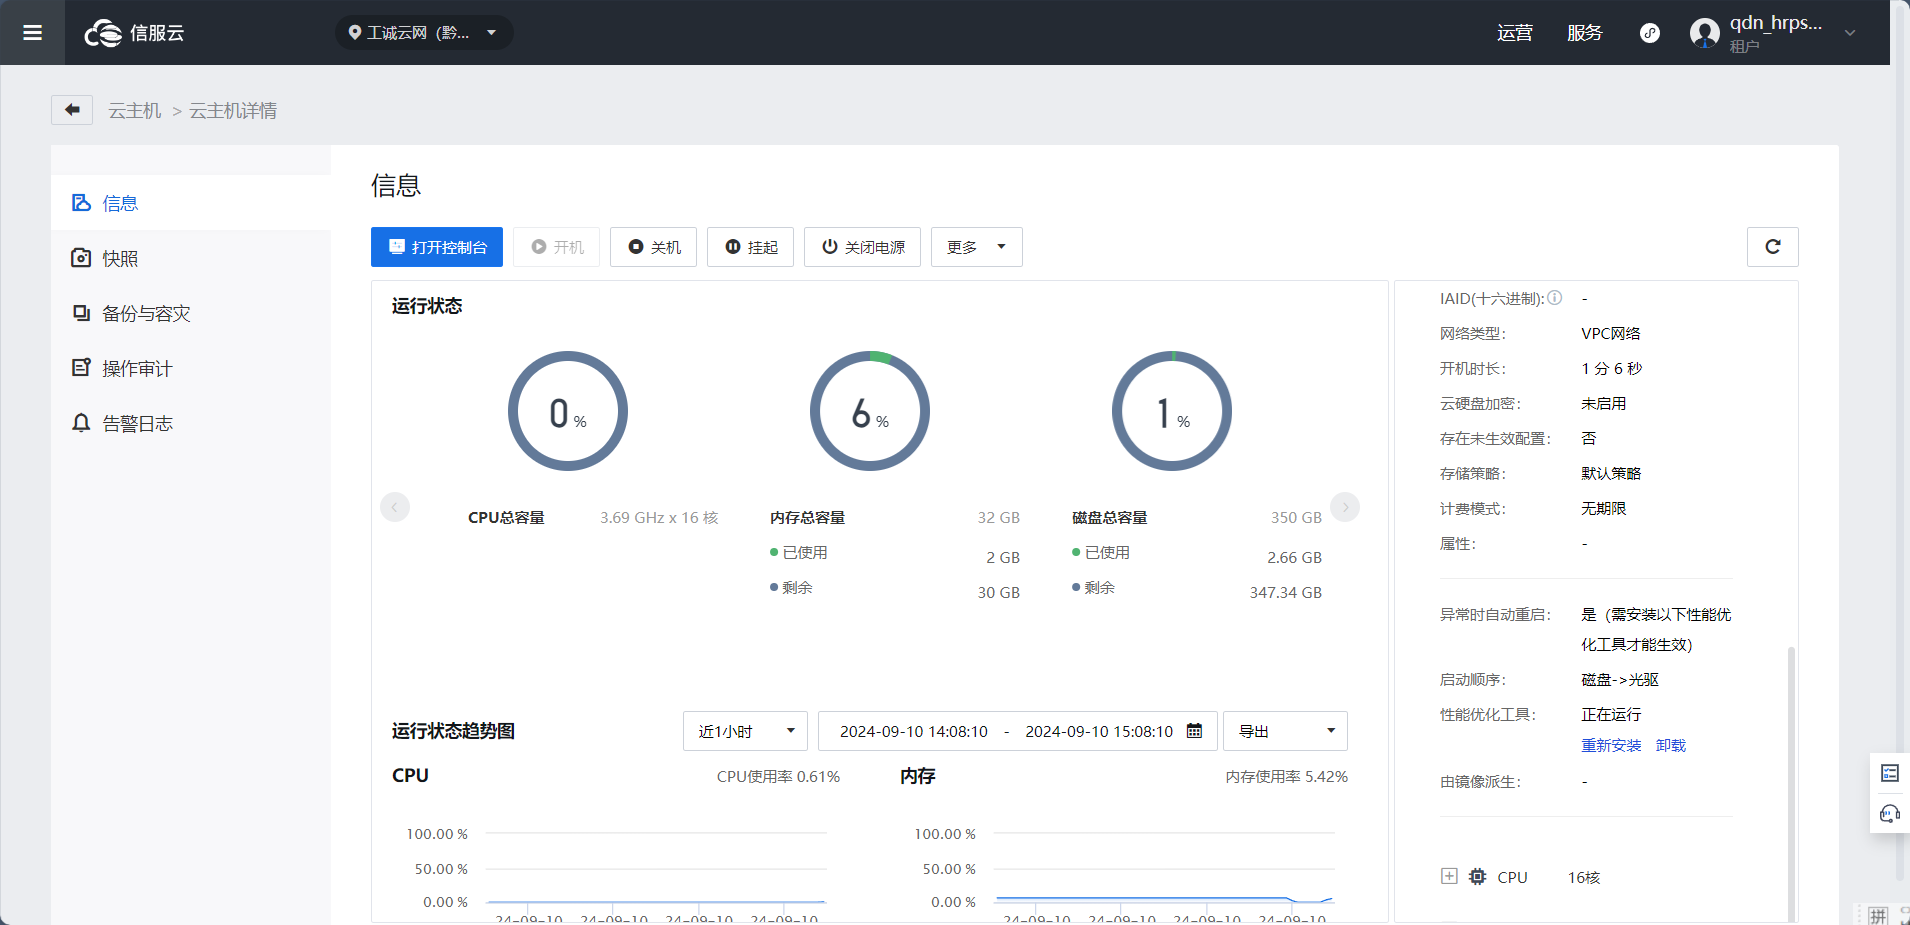 信服云
工诚云网（黔...
运营
服务
qdn_hrps...
租户
云主机 > 云主机详情
信息
快照
备份与容灾
操作审计
告警日志
信息
打开控制台
开机
关机
挂起
关闭电源
更多
运行状态
0 %
6 %
1 %
CPU总容量 3.69 GHz x 16 核
内存总容量 32 GB
已使用 2 GB
剩余 30 GB
磁盘总容量 350 GB
已使用 2.66 GB
剩余 347.34 GB
运行状态趋势图
近1小时
2024-09-10 14:08:10 - 2024-09-10 15:08:10
导出
CPU CPU使用率 0.61%
100.00 %
50.00 %
0.00 %
24-09-10 24-09-10 24-09-10 24-09-10
内存 内存使用率 5.42%
100.00 %
50.00 %
0.00 %
24-09-10 24-09-10 24-09-10 24-09-10
IAID(十六进制): -
网络类型: VPC网络
开机时长: 1 分 6 秒
云硬盘加密: 未启用
存在未生效配置: 否
存储策略: 默认策略
计费模式: 无期限
属性: -
异常时自动重启: 是（需安装以下性能优
化工具才能生效)
启动顺序: 磁盘->光驱
性能优化工具: 正在运行
重新安装 卸载
由镜像派生: -
CPU 16核
拼